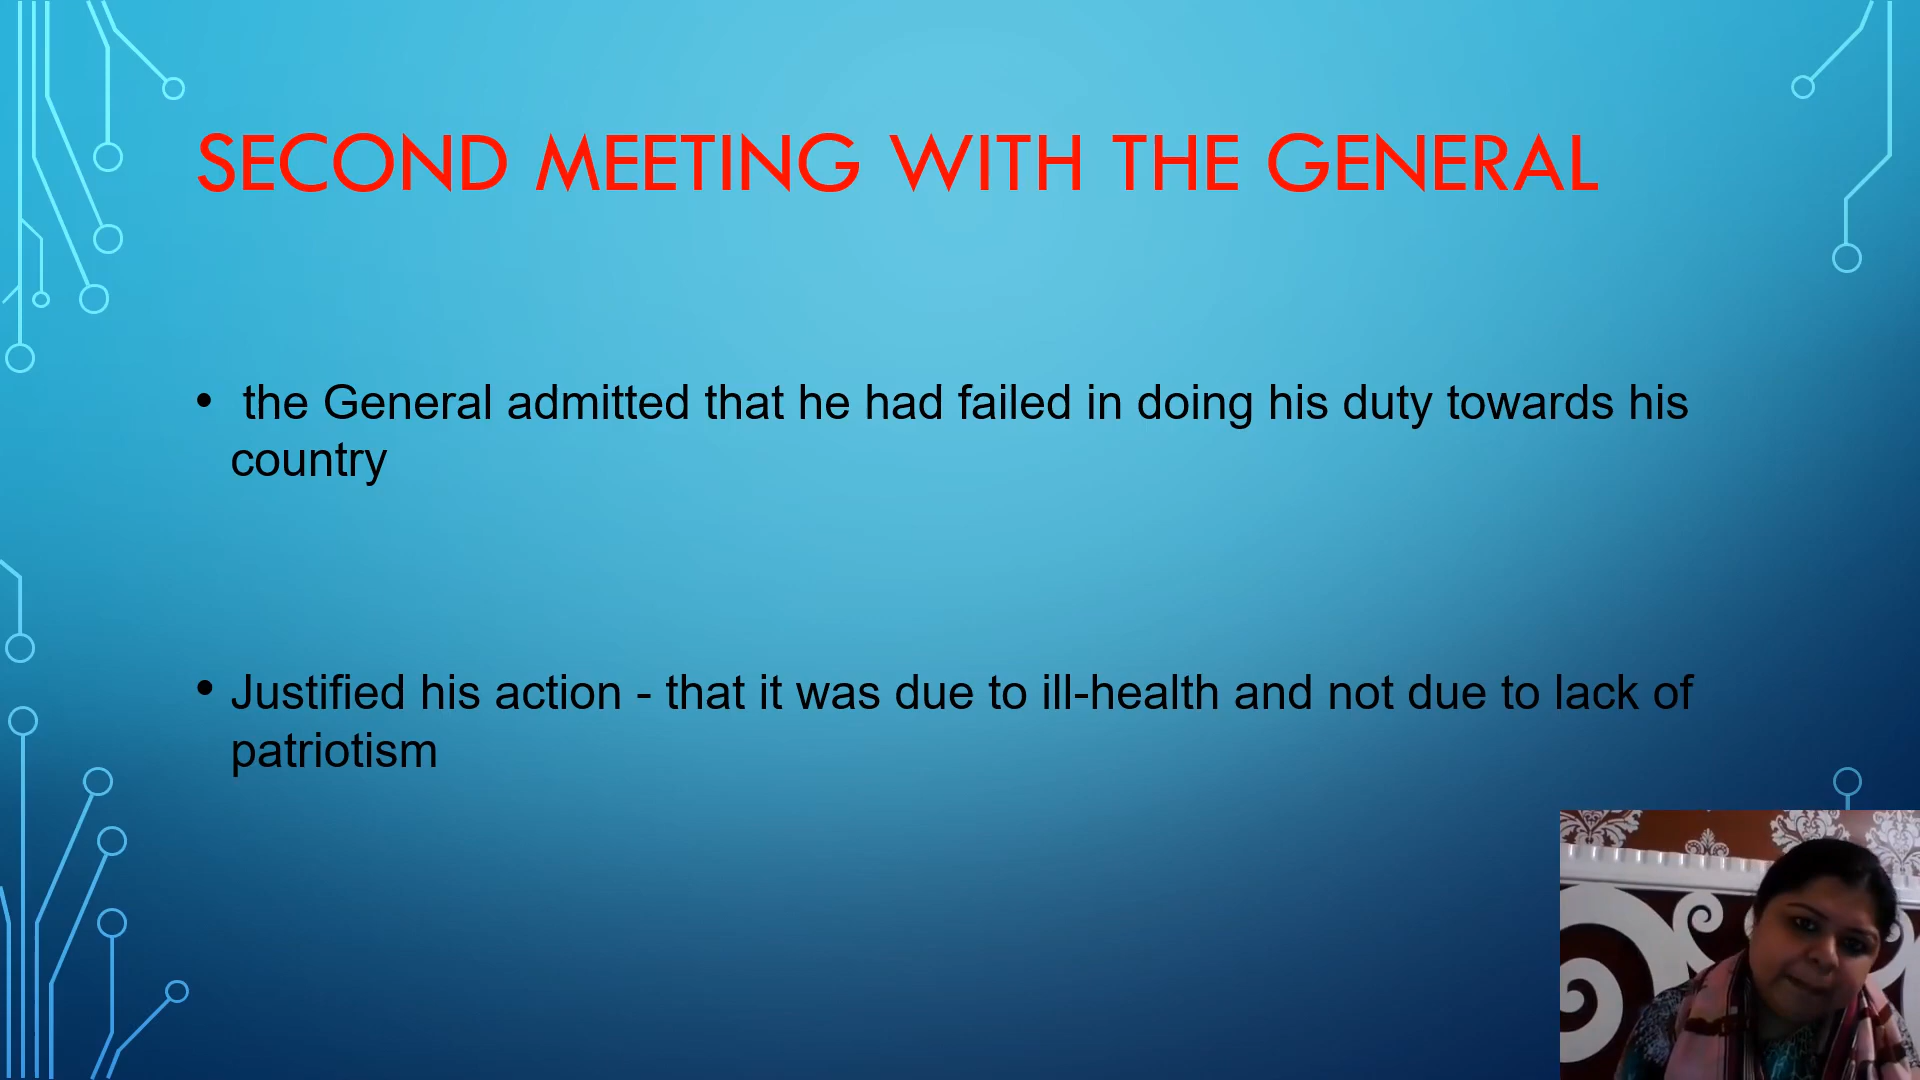 SECOND MEETING WITH THE GENERAL
• the General admitted that he had failed in doing his duty towards his
country
• Justified his action - that it was due to ill-health and not due to lack of
patriotism